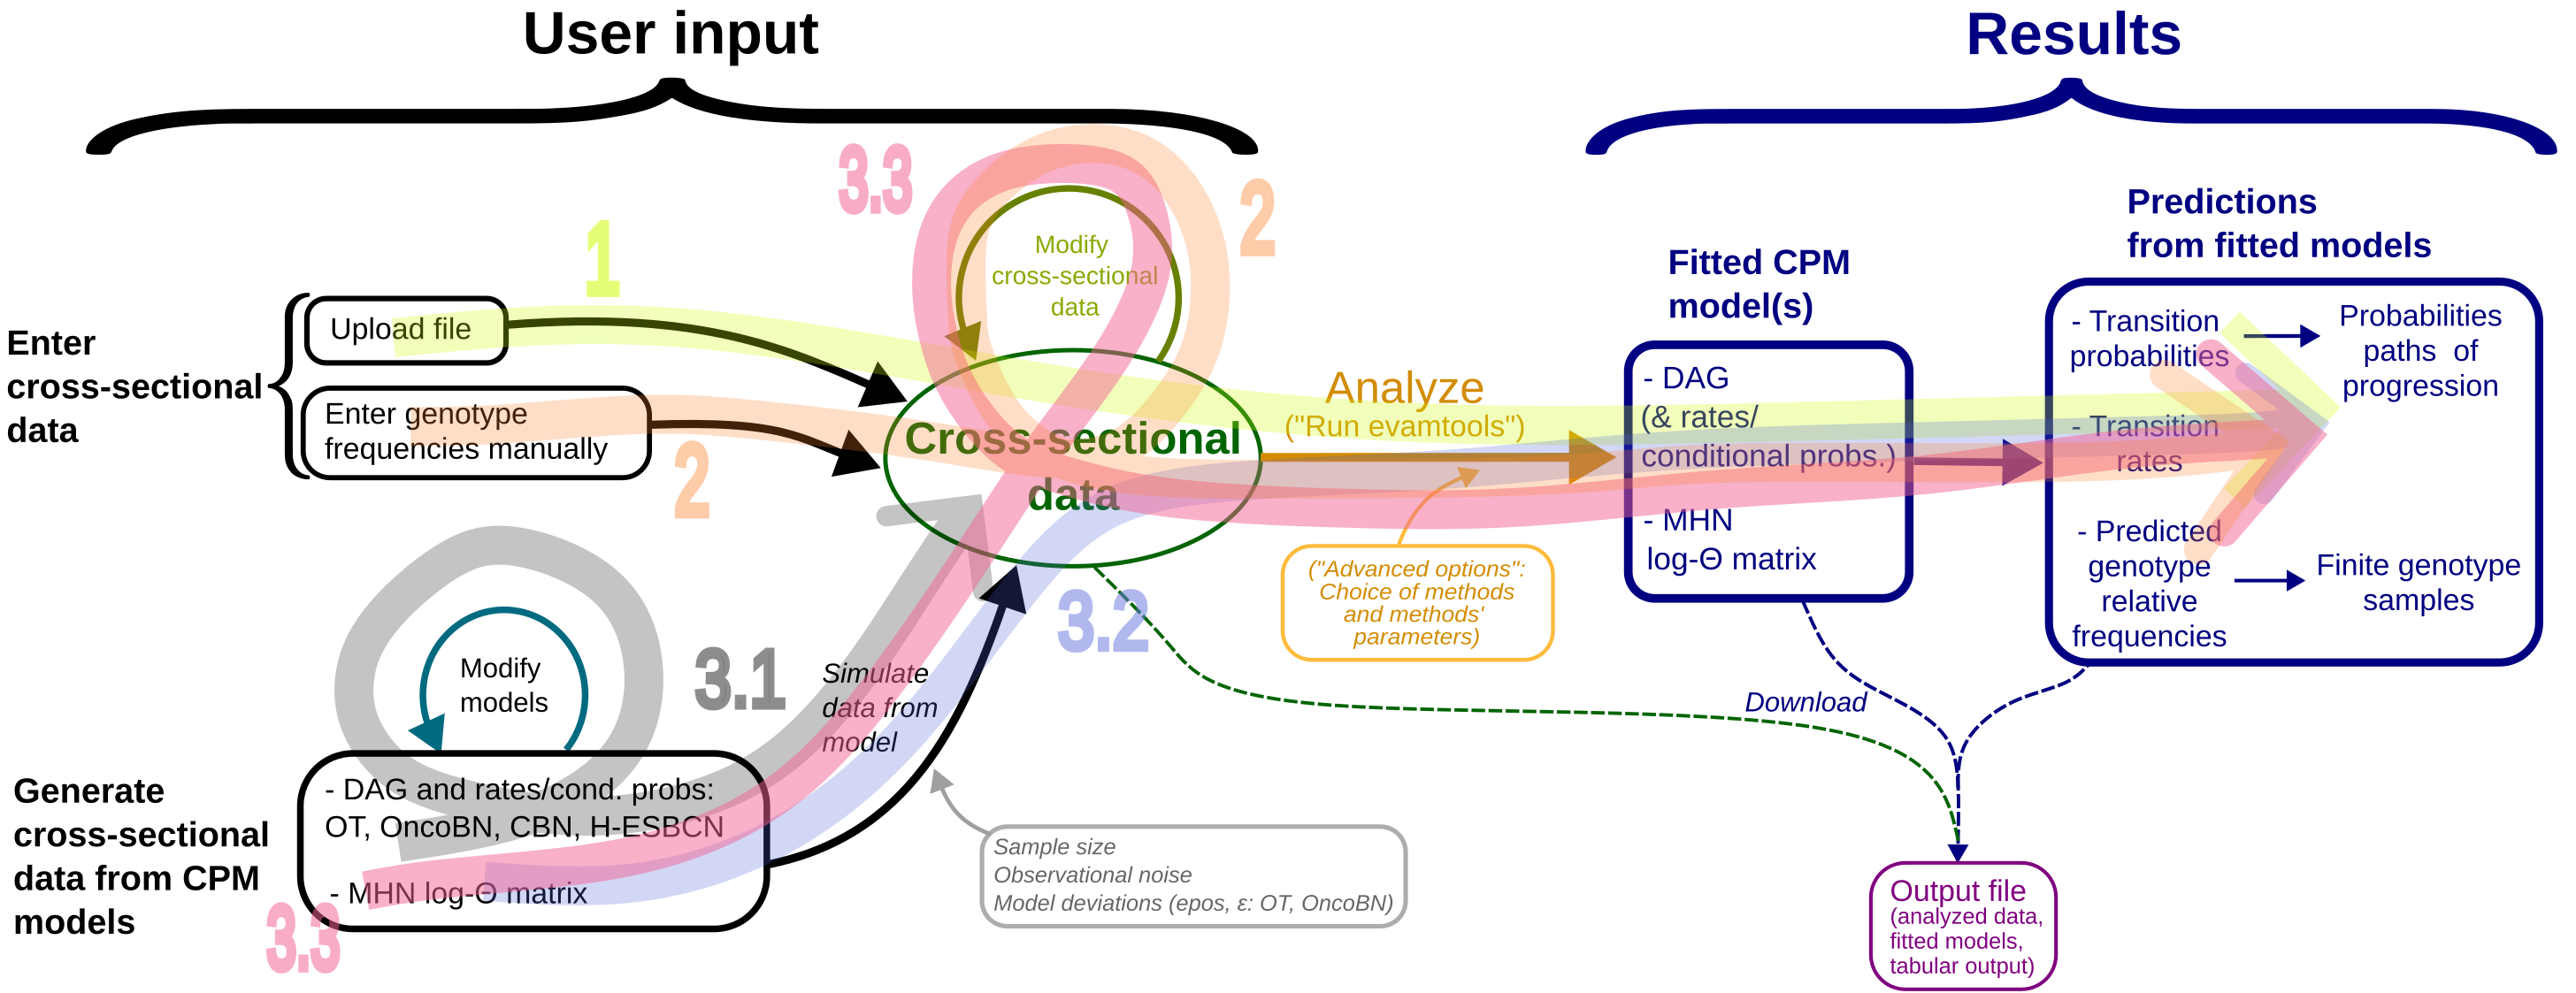 User input
Results
3.3
2
1
Modify
cross-sectional
data
Enter
cross-sectional
data
Upload file
Enter genotype
frequencies manually
2
Cross-sectional
data
Analyze
("Run evamtools")
("Advanced options":
Choice of methods
and methods'
parameters)
Fitted CPM
model(s)
- DAG
(& rates/
conditional probs.)
- MHN
log-Θ matrix
Predictions
from fitted models
- Transition
probabilities
Probabilities
paths of
progression
- Transition
rates
- Predicted
genotype
relative
frequencies
Finite genotype
samples
3.1
3.2
Modify
models
Simulate
data from
model
Download
Generate
cross-sectional
data from CPM
models
- DAG and rates/cond. probs:
OT, OncoBN, CBN, H-ESBCN
- MHN log-Θ matrix
3.3
Sample size
Observational noise
Model deviations (epos, ε: OT, OncoBN)
Output file
(analyzed data,
fitted models,
tabular output)